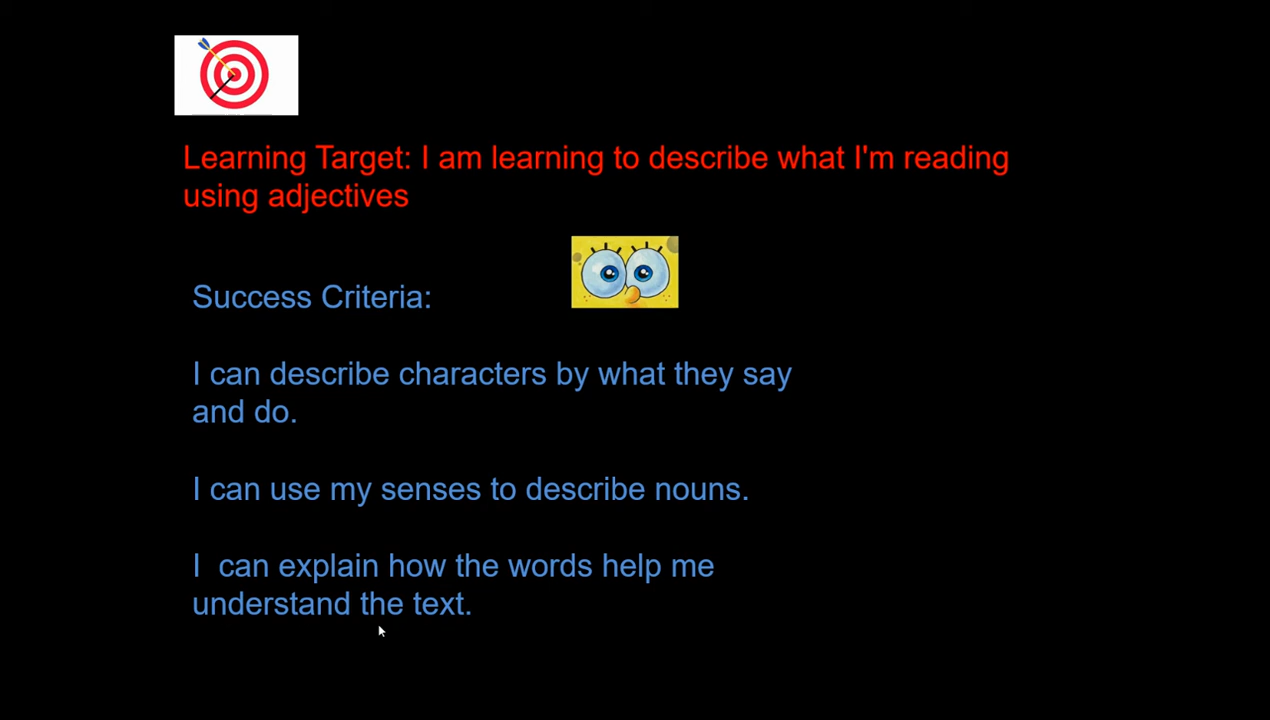 Learning Target: I am learning to describe what I'm reading
using adjectives
Success Criteria:
I can describe characters by what they say
and do.
I can use my senses to describe nouns.
I  can explain how the words help me
understand the text.